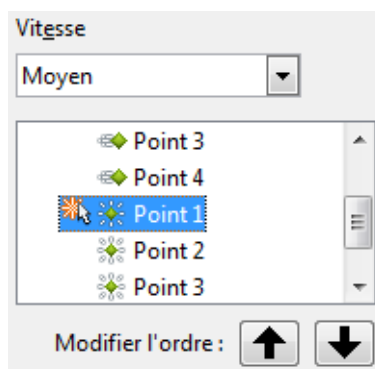 Vitesse
Moyen
Point 3
Point 4
Point 1
Point 2
Point 3
Modifier l'ordre :